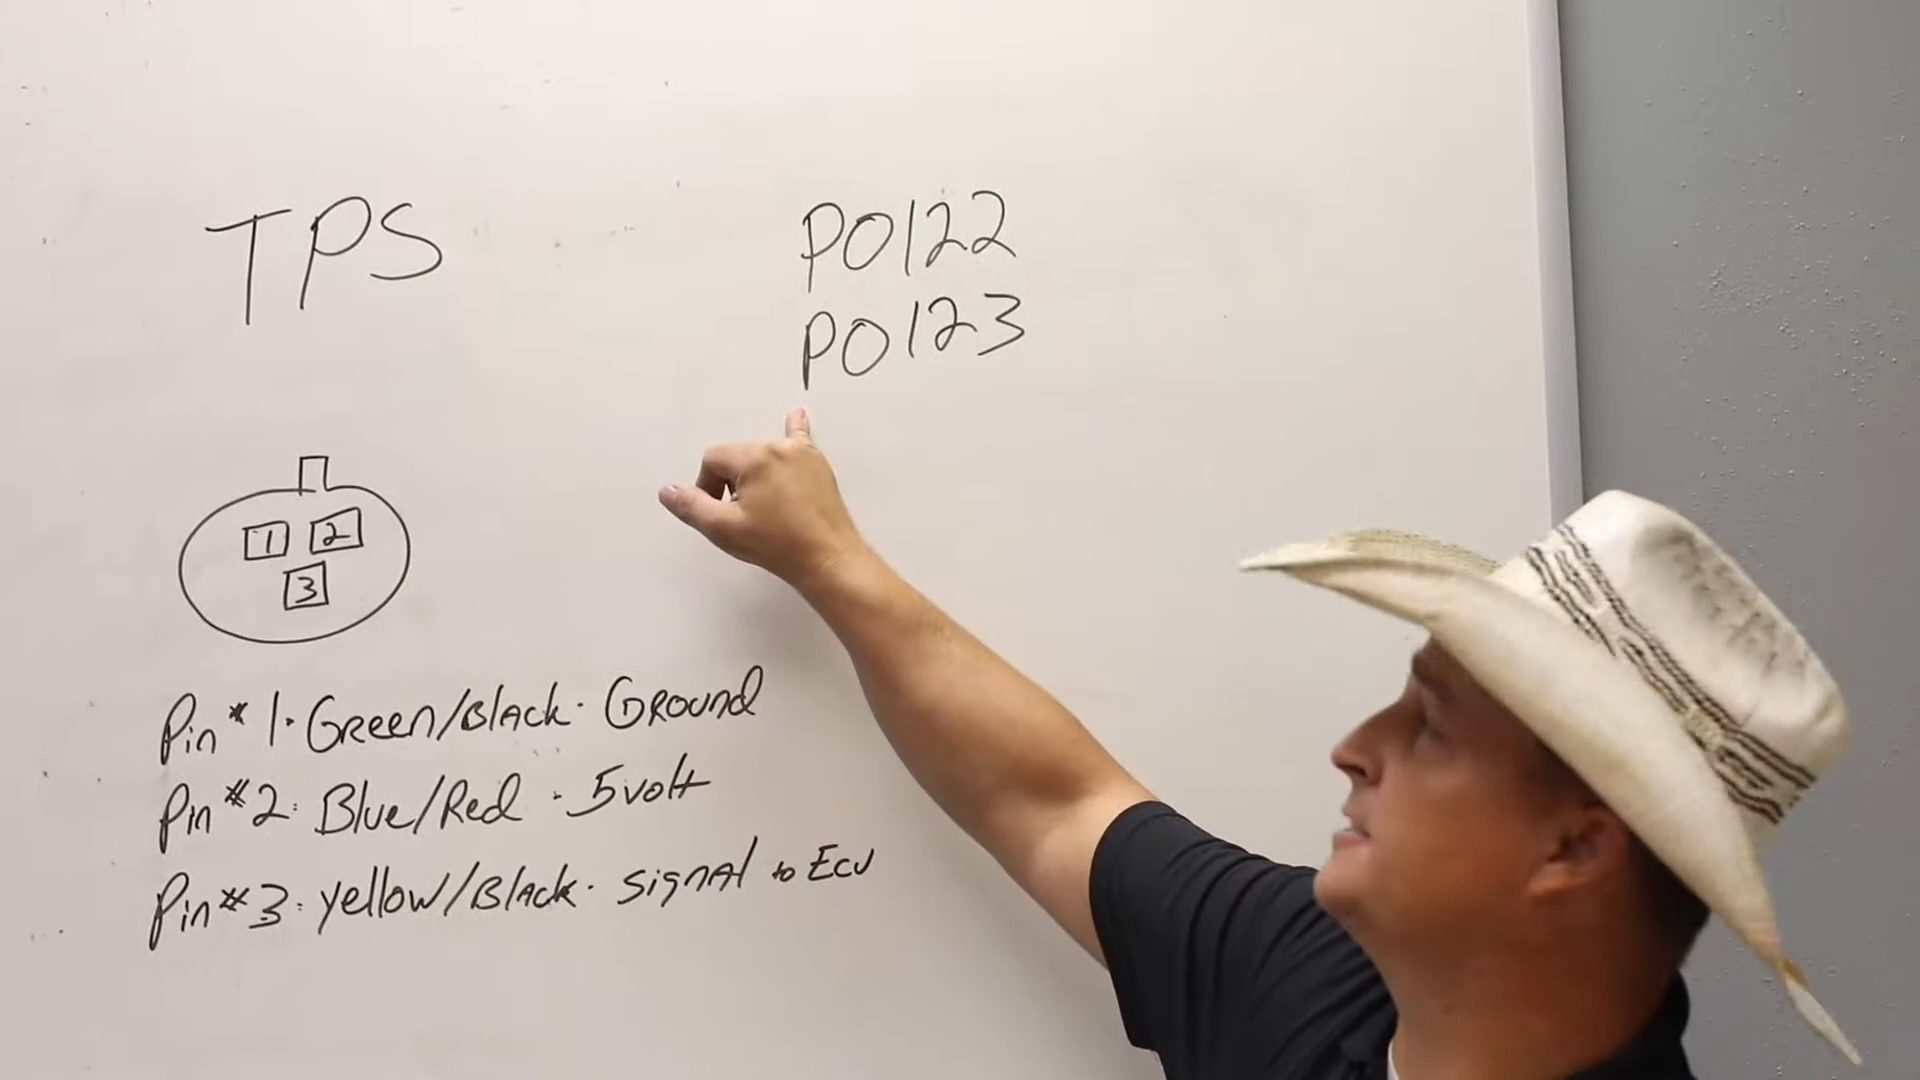 TPS
P0122
P0123
1 2
3
Pin #1. Green/Black. Ground
Pin #2. Blue/Red . 5volt
Pin #3. yellow/Black. signal to Ecu